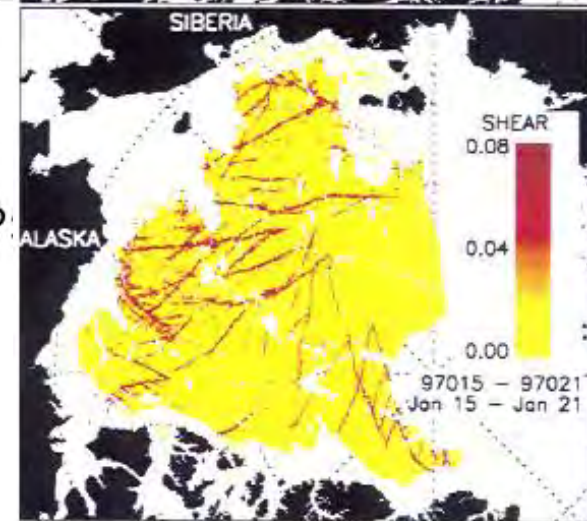 SIBERIA
SHEAR
0.08
ALASKA
0.04
0.00
97015 - 97021
Jan 15 - Jan 21